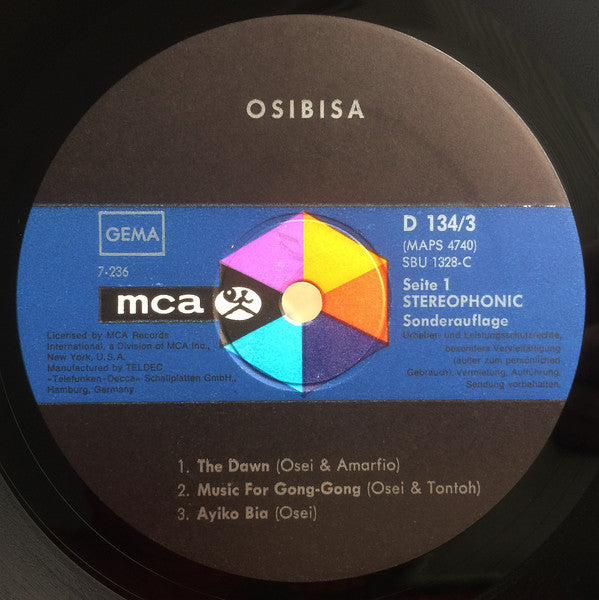 OSIBISA
GEMA
7-236
mca
Licensed by MCA Records
International, a Division of MCA Inc.,
New York, U.S.A.
Manufactured by TELDEC
»Telefunken-Decca« Schallplatten GmbH.,
Hamburg, Germany
D 134/3
(MAPS 4740)
SBU 1328-C
Seite 1
STEREOPHONIC
Sonderauflage
Urheber- und Leistungsschutzrechte,
besonders Vervielfältigung
(außer zum persönlichen
Gebrauch), Vermietung, Aufführung,
Sendung vorbehalten.
1. The Dawn (Osei & Amarfio)
2. Music For Gong-Gong (Osei & Tontoh)
3. Ayiko Bia (Osei)